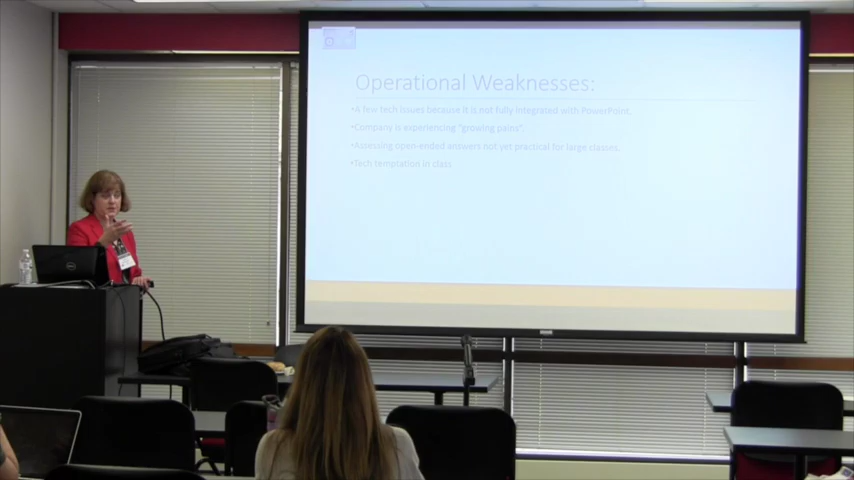 Operational Weaknesses:
•A few tech issues because it is not fully integrated with PowerPoint.
•Company is experiencing "growing pains".
•Assessing open-ended answers not yet practical for large classes.
•Tech temptation in class
DELL